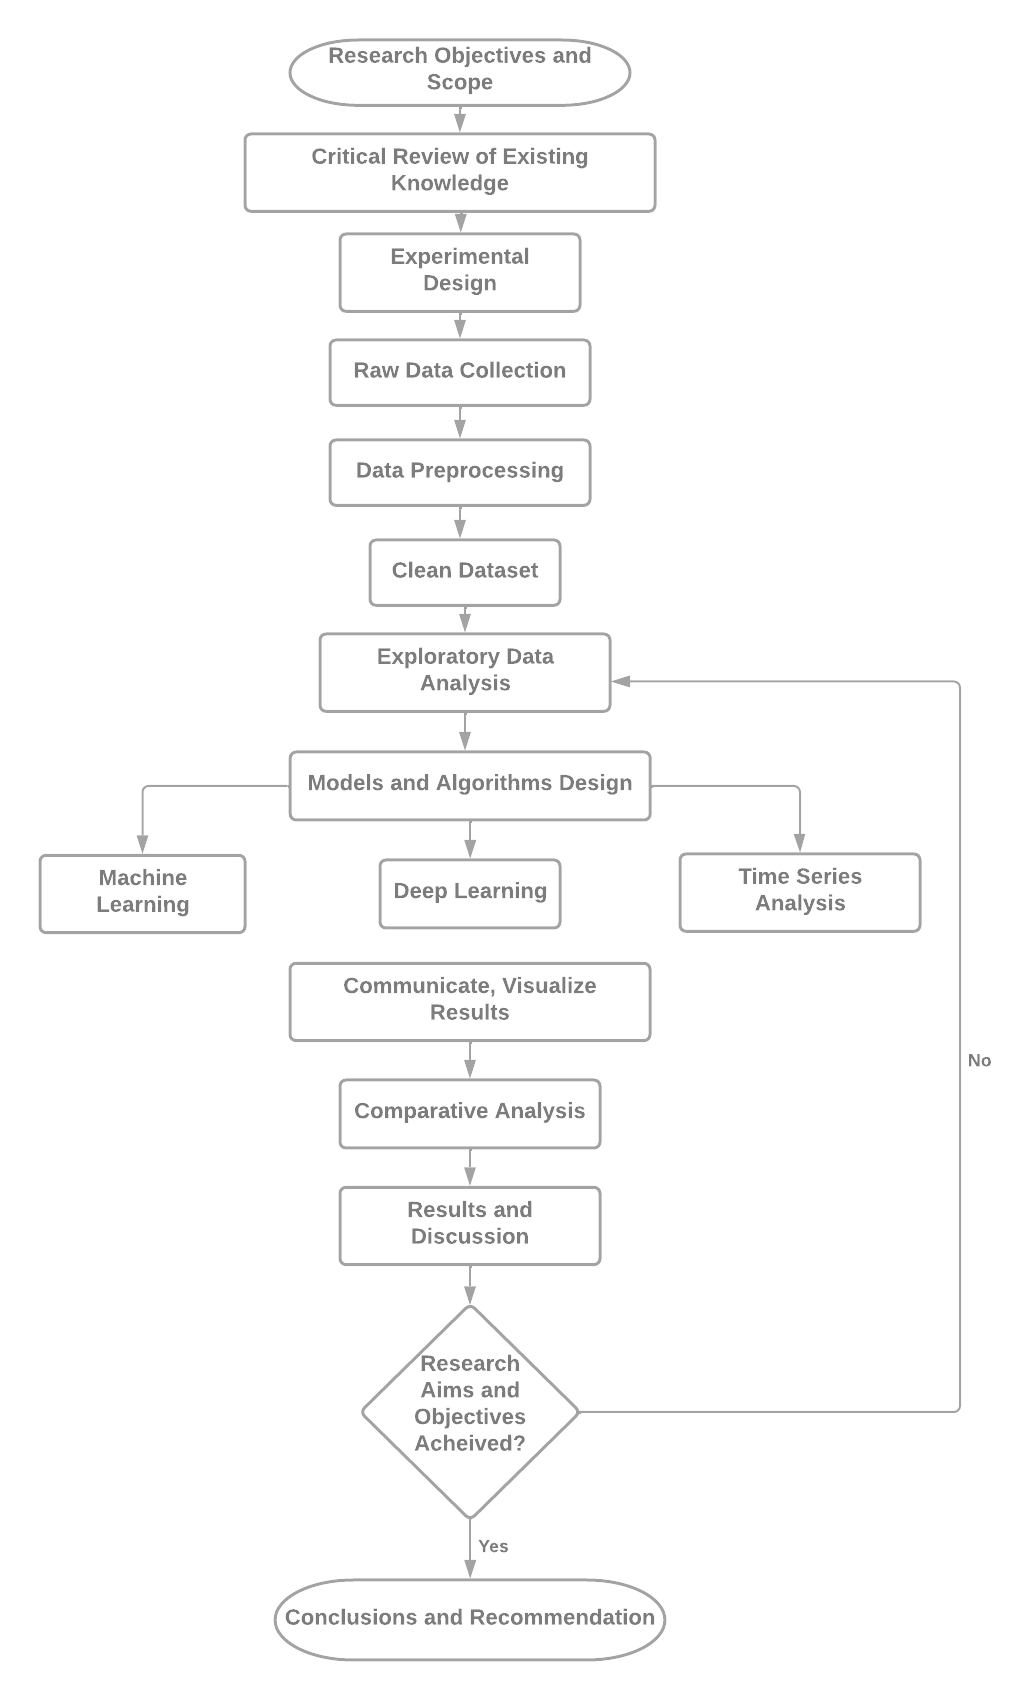 Research Objectives and
Scope
Critical Review of Existing
Knowledge
Experimental
Design
Raw Data Collection
Data Preprocessing
Clean Dataset
Exploratory Data
Analysis
Models and Algorithms Design
Machine
Learning
Deep Learning
Time Series
Analysis
Communicate, Visualize
Results
No
Comparative Analysis
Results and
Discussion
Research
Aims and
Objectives
Acheived?
Yes
Conclusions and Recommendation